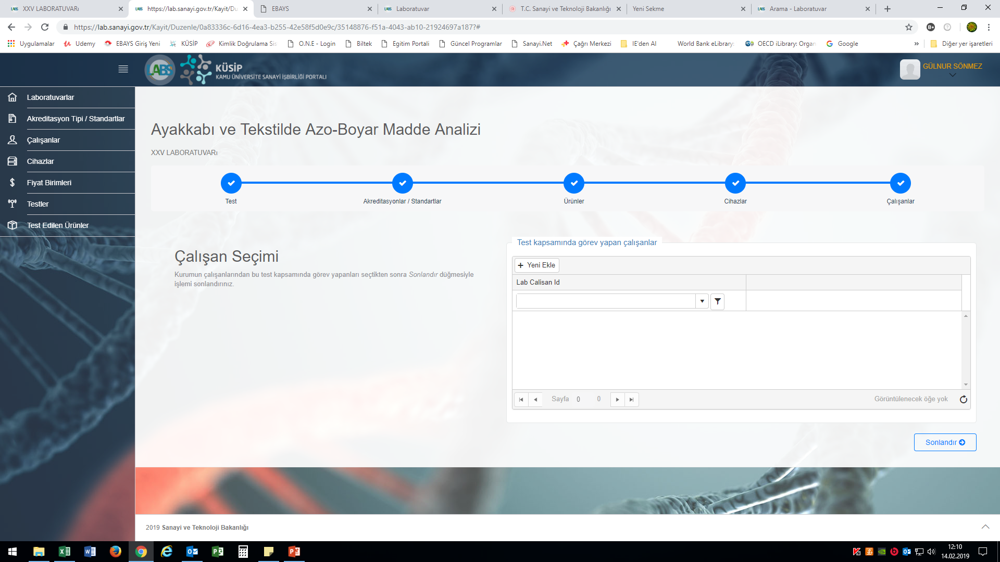 XXV LABORATUVARı
https://lab.sanayi.gov.tr/Kayit/Du
EBAYS
Laboratuvar
T.C. Sanayi ve Teknoloji Bakanlığı
Yeni Sekme
Arama - Laboratuvar
https://lab.sanayi.gov.tr/Kayit/Duzenle/0a83336c-6d16-4ea3-b255-42e58f5d0e9c/35148876-f51a-4043-ab10-21924697a187?#
Uygulamalar
Udemy
EBAYS Giriş Yeni
KÜSİP
Kimlik Doğrulama Sis
O.N.E - Login
Biltek
Egitim Portali
Güncel Programlar
Sanayi.Net
Çağrı Merkezi
IE'den Al
World Bank eLibrary:
OECD iLibrary: Organ
Google
»
Diğer yer işaretleri
LABS
KÜSİP
KAMU ÜNİVERSİTE SANAYİ İŞBİRLİĞİ PORTALI
GÜLNUR SÖNMEZ
Laboratuvarlar
Akreditasyon Tipi / Standartlar
Çalışanlar
Cihazlar
Fiyat Birimleri
Testler
Test Edilen Ürünler
Ayakkabı ve Tekstilde Azo-Boyar Madde Analizi
XXV LABORATUVARı
Test
Akreditasyonlar / Standartlar
Ürünler
Cihazlar
Çalışanlar
Çalışan Seçimi
Kurumun çalışanlarından bu test kapsamında görev yapanları seçtikten sonra Sonlandır düğmesiyle
işlemi sonlandırınız.
Test kapsamında görev yapan çalışanlar
+ Yeni Ekle
Lab Calisan Id
Sayfa 0 0
Görüntülenecek öğe yok
Sonlandır
2019 Sanayi ve Teknoloji Bakanlığı
12:10
14.02.2019